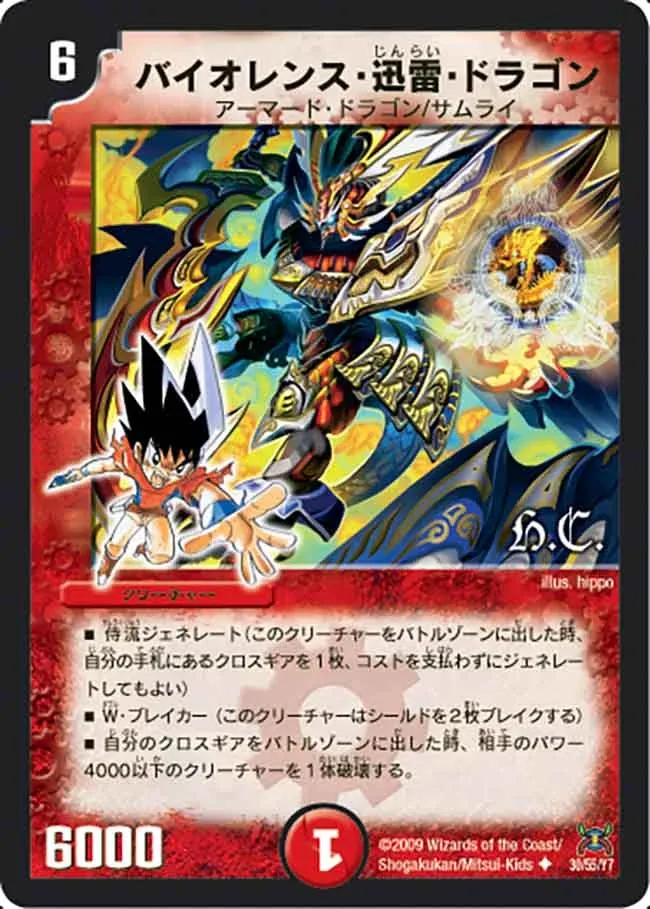 6
じんらい
バイオレンス・迅雷・ドラゴン
アーマード・ドラゴン/サムライ
H.C.
illus. hippo
クリーチャー
■ 侍流ジェネレート(このクリーチャーをバトルゾーンに出した時、
自分の手札にあるクロスギアを1枚、コストを支払わずにジェネレー
トしてもよい)
■ W・ブレイカー (このクリーチャーはシールドを2枚ブレイクする)
■ 自分のクロスギアをバトルゾーンに出した時、相手のパワー
4000以下のクリーチャーを1体破壊する。
6000
1
©2009 Wizards of the Coast/
Shogakukan/Mitsui-Kids
30/55/Y7